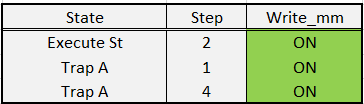 State Step Write_mm
Execute St 2 ON
Trap A 1 ON
Trap A 4 ON